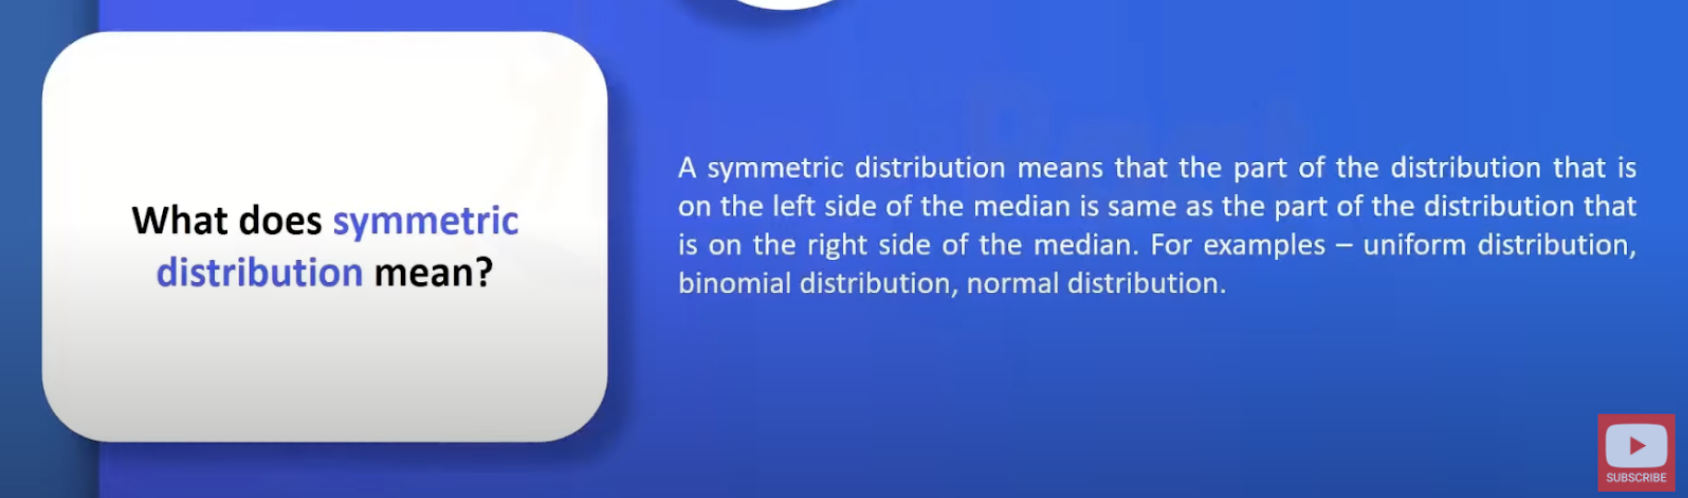 What does symmetric
distribution mean?
A symmetric distribution means that the part of the distribution that is
on the left side of the median is same as the part of the distribution that
is on the right side of the median. For examples – uniform distribution,
binomial distribution, normal distribution.
SUBSCRIBE